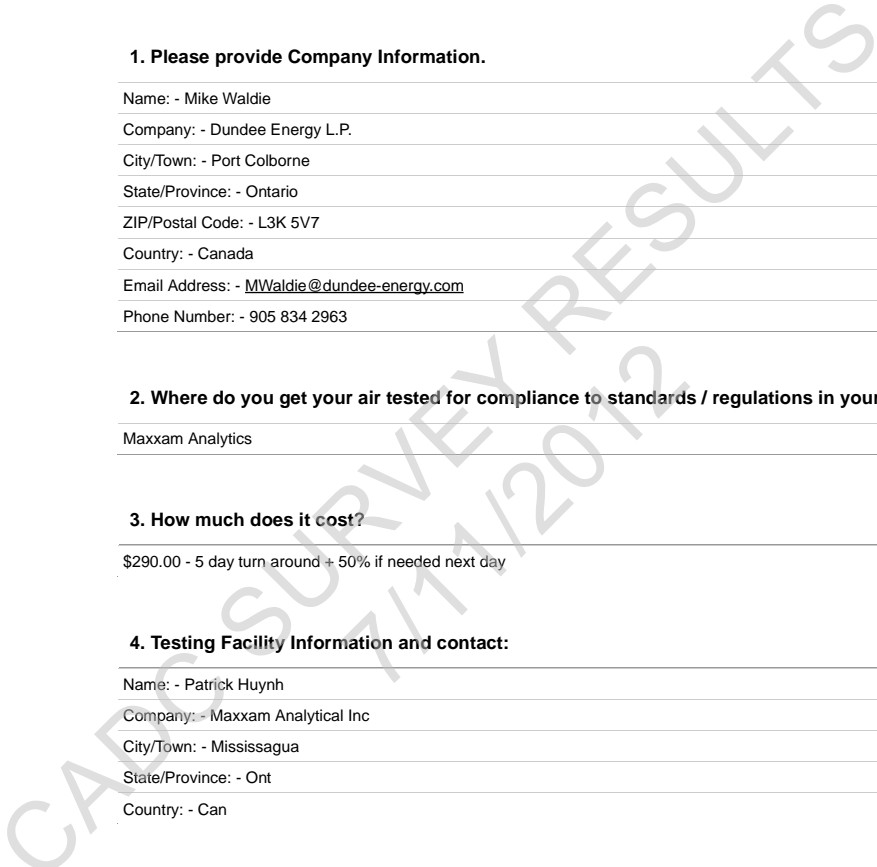 1. Please provide Company Information.
Name: - Mike Waldie
Company: - Dundee Energy L.P.
City/Town: - Port Colborne
State/Province: - Ontario
ZIP/Postal Code: - L3K 5V7
Country: - Canada
Email Address: - MWaldie@dundee-energy.com
Phone Number: - 905 834 2963
2. Where do you get your air tested for compliance to standards / regulations in your
Maxxam Analytics
3. How much does it cost?
$290.00 - 5 day turn around + 50% if needed next day
4. Testing Facility Information and contact:
Name: - Patrick Huynh
Company: - Maxxam Analytical Inc
City/Town: - Mississagua
State/Province: - Ont
Country: - Can
CADC SURVEY RESULTS
7/11/2012